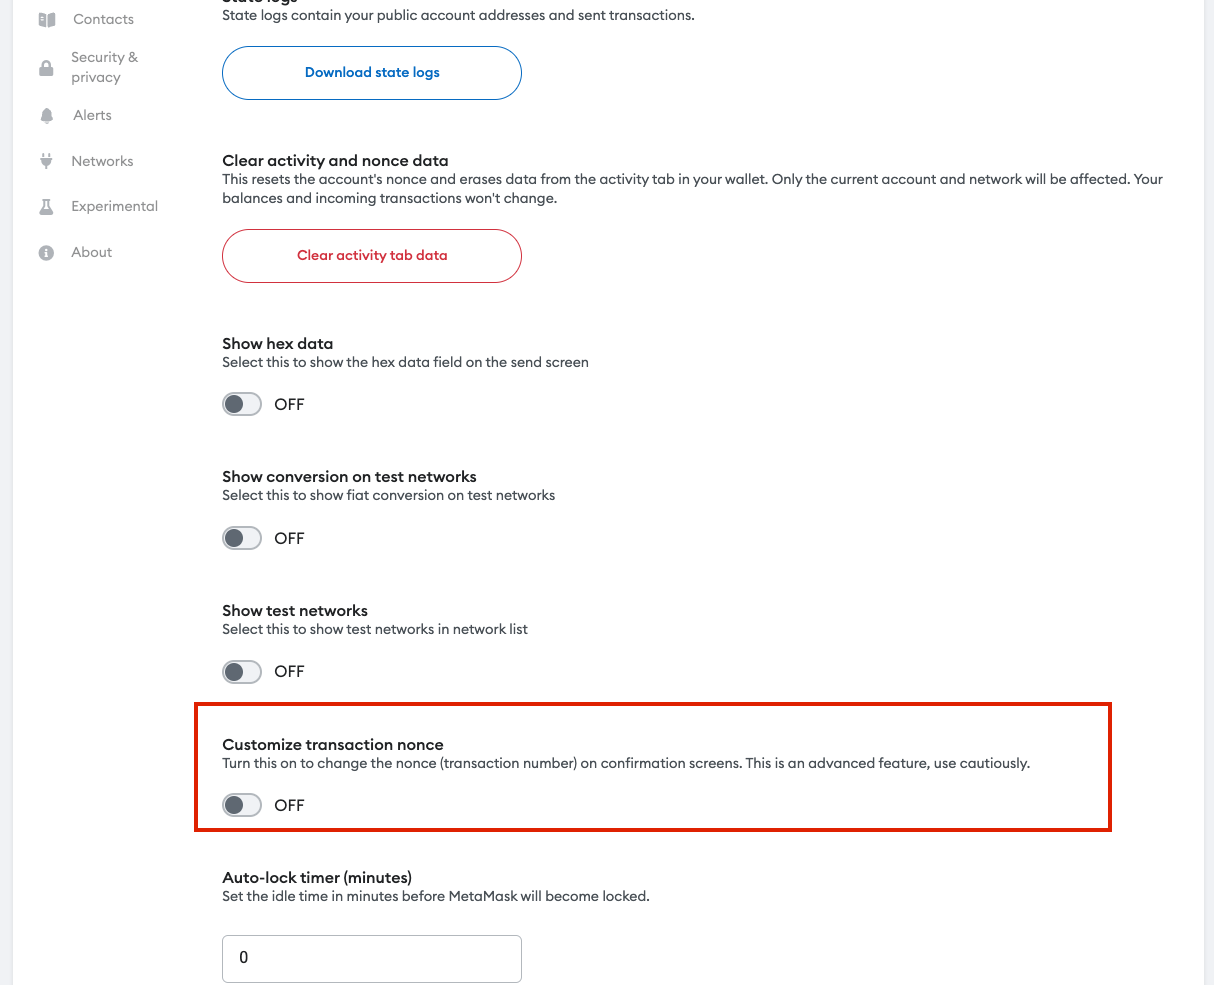 Contacts
Security &
privacy
Alerts
Networks
Experimental
About
State logs
State logs contain your public account addresses and sent transactions.
Download state logs
Clear activity and nonce data
This resets the account's nonce and erases data from the activity tab in your wallet. Only the current account and network will be affected. Your
balances and incoming transactions won't change.
Clear activity tab data
Show hex data
Select this to show the hex data field on the send screen
OFF
Show conversion on test networks
Select this to show fiat conversion on test networks
OFF
Show test networks
Select this to show test networks in network list
OFF
Customize transaction nonce
Turn this on to change the nonce (transaction number) on confirmation screens. This is an advanced feature, use cautiously.
OFF
Auto-lock timer (minutes)
Set the idle time in minutes before MetaMask will become locked.
0